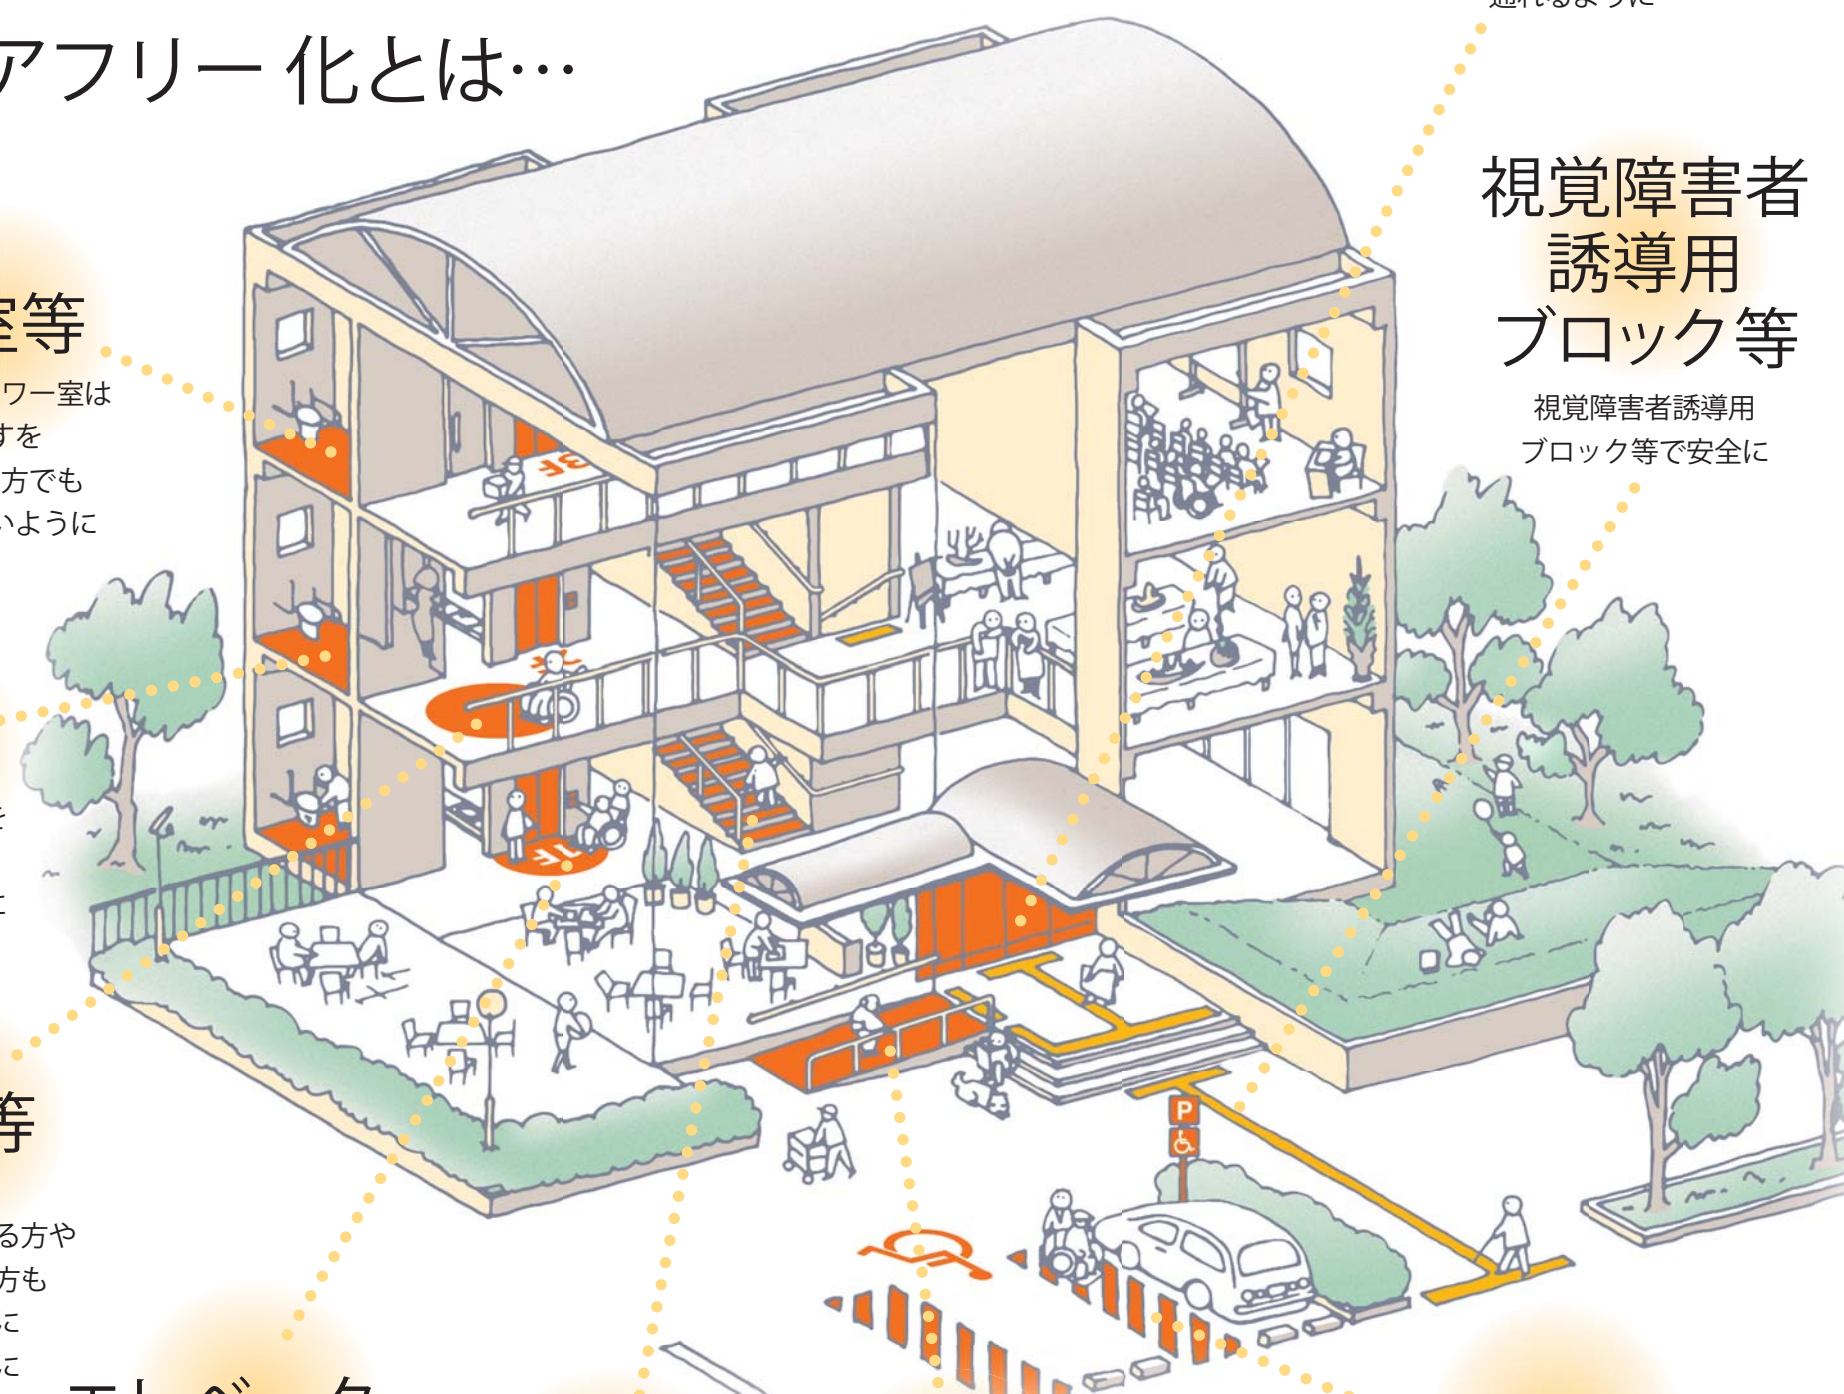 アフリー 化とは…
視覚障害者
誘導用
ブロック等
視覚障害者誘導用
ブロック等で安全に
室等
ワー室は
すを
方でも
いように
3F
1F
P
等
る方や
方も
に
に